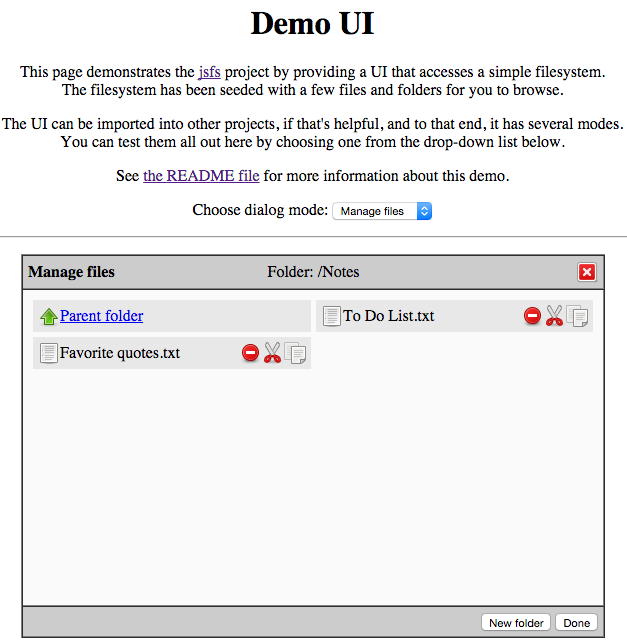 Demo UI
This page demonstrates the jsfs project by providing a UI that accesses a simple filesystem.
The filesystem has been seeded with a few files and folders for you to browse.
The UI can be imported into other projects, if that's helpful, and to that end, it has several modes.
You can test them all out here by choosing one from the drop-down list below.
See the README file for more information about this demo.
Choose dialog mode: Manage files
Manage files Folder: /Notes
Parent folder To Do List.txt
Favorite quotes.txt
New folder Done